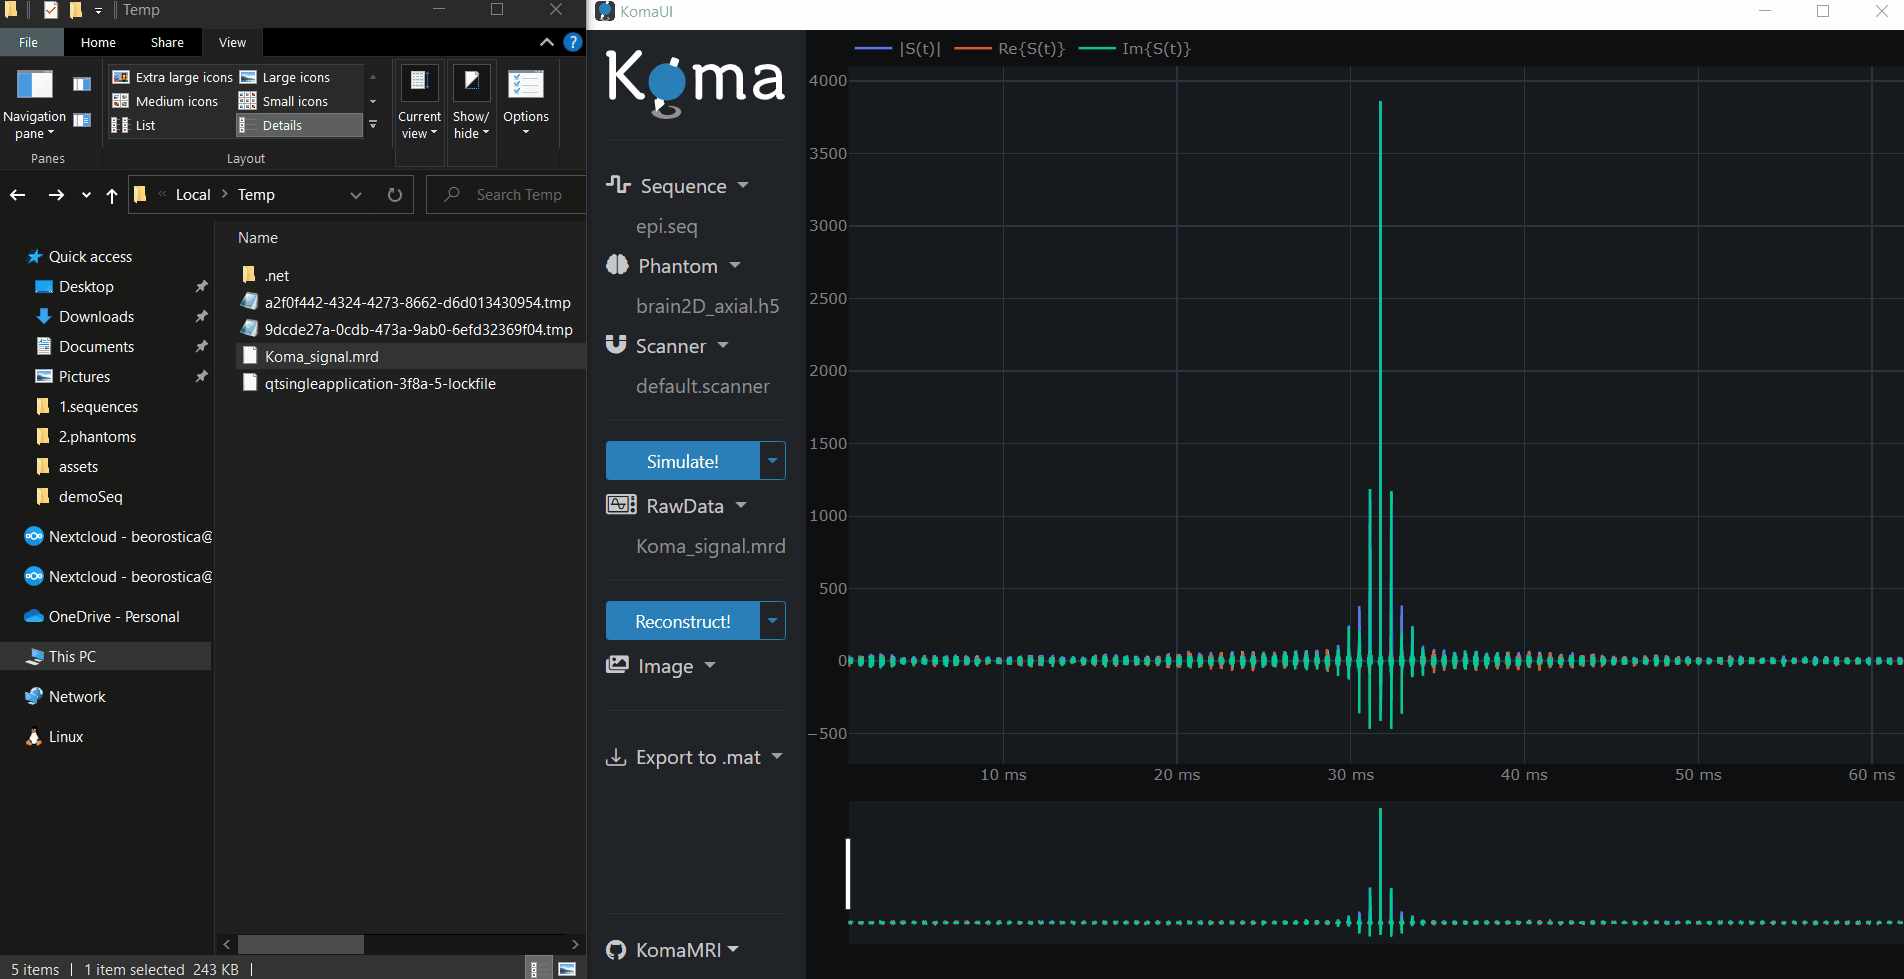 Temp
File Home Share View
Navigation pane
Extra large icons Large icons
Medium icons Small icons
List Details
Current view
Show/ hide
Options
Panes Layout
« Local > Temp
Search Temp
Quick access
Desktop
Downloads
Documents
Pictures
1.sequences
2.phantoms
assets
demoSeq
Nextcloud - beorostica@
Nextcloud - beorostica@
OneDrive - Personal
This PC
Network
Linux
Name
.net
a2f0f442-4324-4273-8662-d6d013430954.tmp
9dcde27a-0cdb-473a-9ab0-6efd32369f04.tmp
Koma_signal.mrd
qtsingleapplication-3f8a-5-lockfile
5 items | 1 item selected 243 KB |
KomaUI
Koma
Sequence
epi.seq
Phantom
brain2D_axial.h5
Scanner
default.scanner
Simulate!
RawData
Koma_signal.mrd
Reconstruct!
Image
Export to .mat
KomaMRI
|S(t)| Re{S(t)} Im{S(t)}
4000
3500
3000
2500
2000
1500
1000
500
0
−500
10 ms 20 ms 30 ms 40 ms 50 ms 60 ms